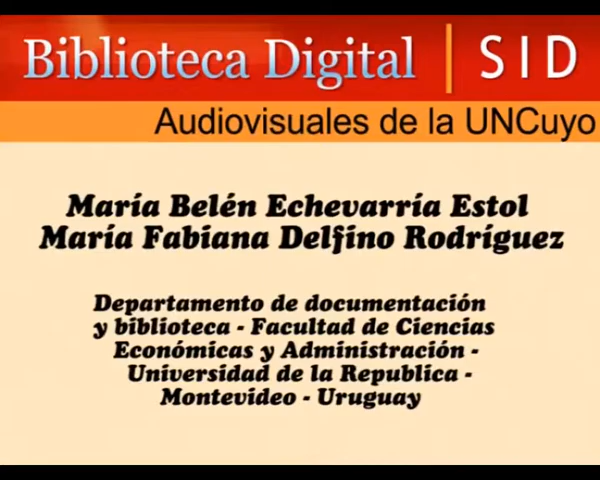 Biblioteca Digital | SID
Audiovisuales de la UNCuyo
María Belén Echevarría Estol
María Fabiana Delfino Rodríguez
Departamento de documentación
y biblioteca - Facultad de Ciencias
Económicas y Administración -
Universidad de la Republica -
Montevideo - Uruguay